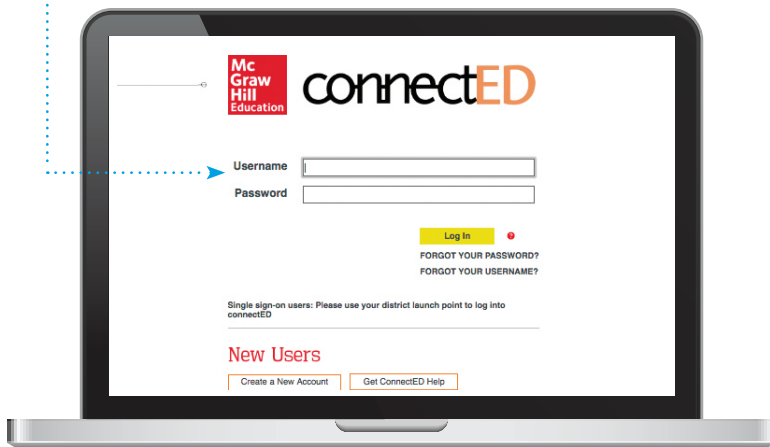 Mc
Graw
Hill
Education
connectED
Username
Password
Log In ?
FORGOT YOUR PASSWORD?
FORGOT YOUR USERNAME?
Single sign-on users: Please use your district launch point to log into
connectED
New Users
Create a New Account Get ConnectED Help